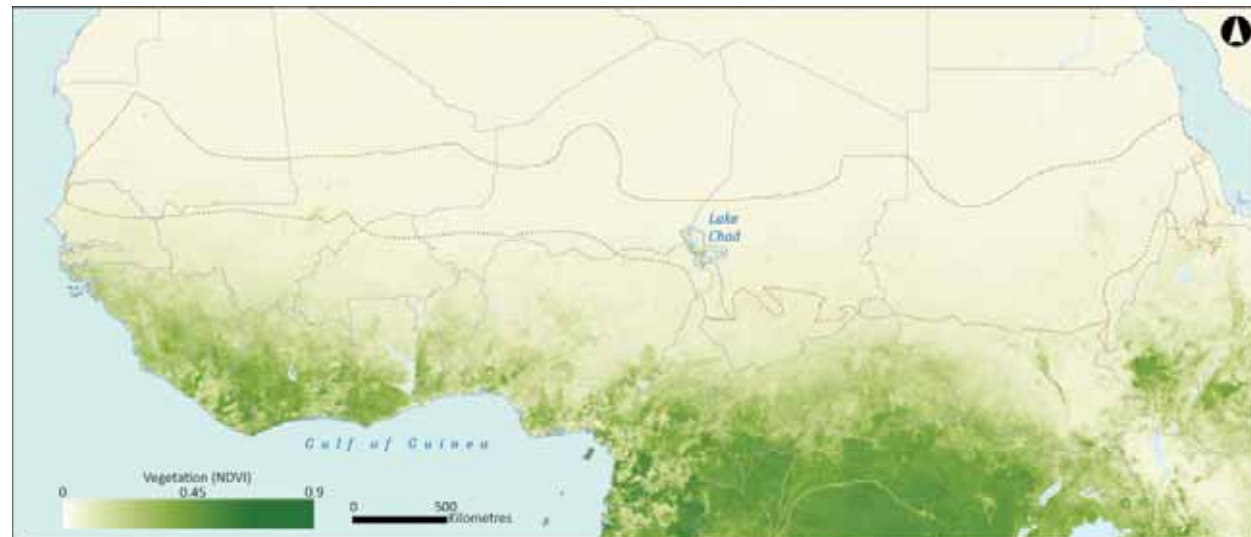 Lake
Chad
Gulf of Guinea
Vegetation (NDVI)
0 0.45 0.9
0 500
Kilometres